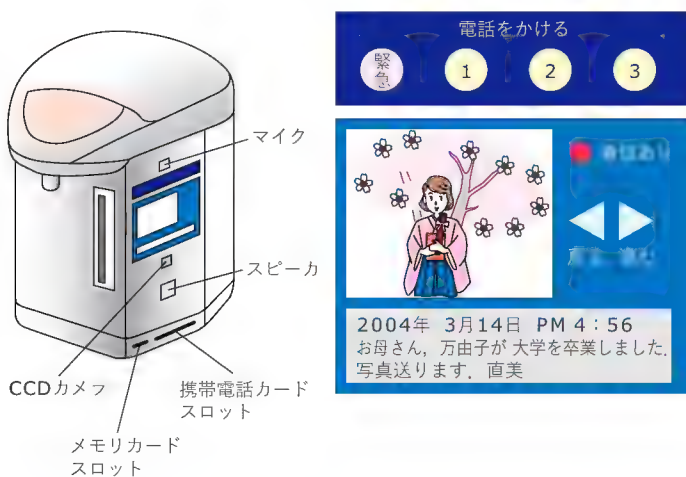 マイク
スピーカ
CCDカメラ
携帯電話カード
スロット
メモリカード
スロット
電話をかける
緊急
1
2
3
2004年 3月14日 PM 4:56
お母さん，万由子が 大学を卒業しました．
写真送ります．直美